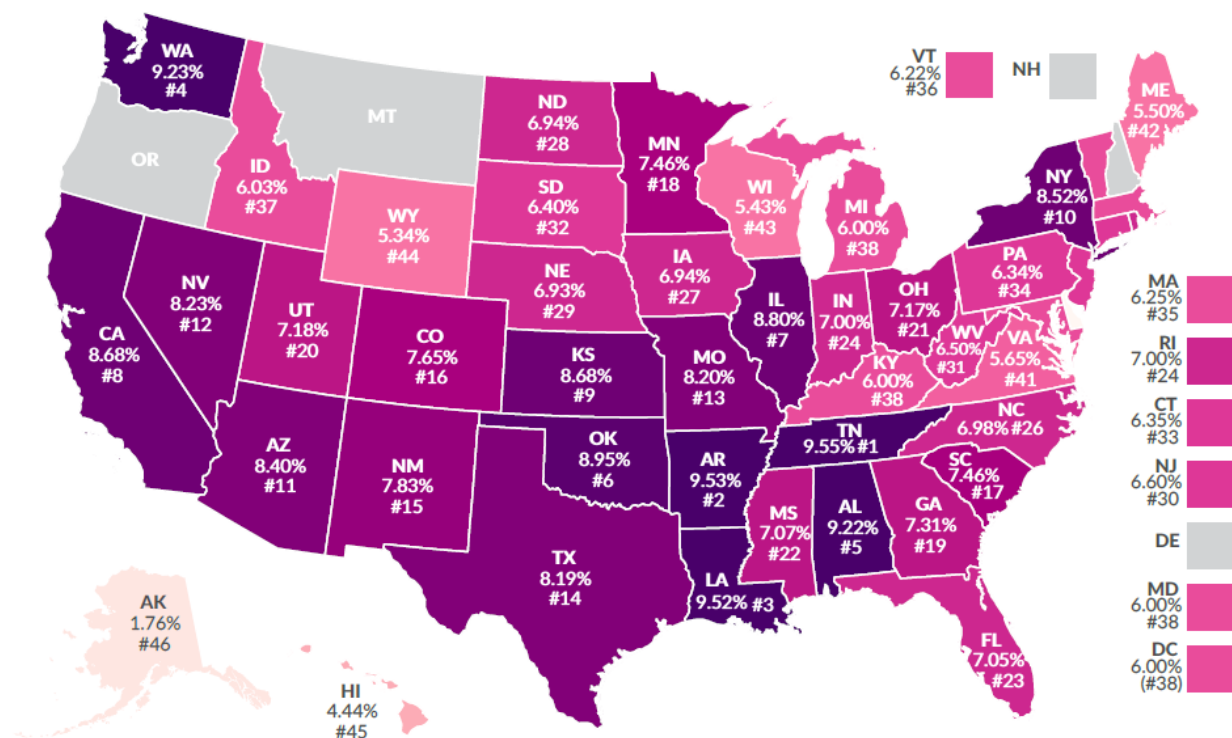 WA
9.23%
#4
OR
ID
6.03%
#37
MT
WY
5.34%
#44
ND
6.94%
#28
SD
6.40%
#32
NE
6.93%
#29
MN
7.46%
#18
IA
6.94%
#27
WI
5.43%
#43
MI
6.00%
#38
VT
6.22%
#36
NH
ME
5.50%
#42
NY
8.52%
#10
PA
6.34%
#34
CA
8.68%
#8
NV
8.23%
#12
UT
7.18%
#20
CO
7.65%
#16
KS
8.68%
#9
MO
8.20%
#13
IL
8.80%
#7
IN
7.00%
#24
OH
7.17%
#21
WV
6.50%
#31
VA
5.65%
#41
KY
6.00%
#38
AZ
8.40%
#11
NM
7.83%
#15
OK
8.95%
#6
AR
9.53%
#2
TN
9.55% #1
NC
6.98% #26
SC
7.46%
#17
TX
8.19%
#14
LA
9.52% #3
MS
7.07%
#22
AL
9.22%
#5
GA
7.31%
#19
FL
7.05%
#23
AK
1.76%
#46
HI
4.44%
#45
MA
6.25%
#35
RI
7.00%
#24
CT
6.35%
#33
NJ
6.60%
#30
DE
MD
6.00%
#38
DC
6.00%
(#38)